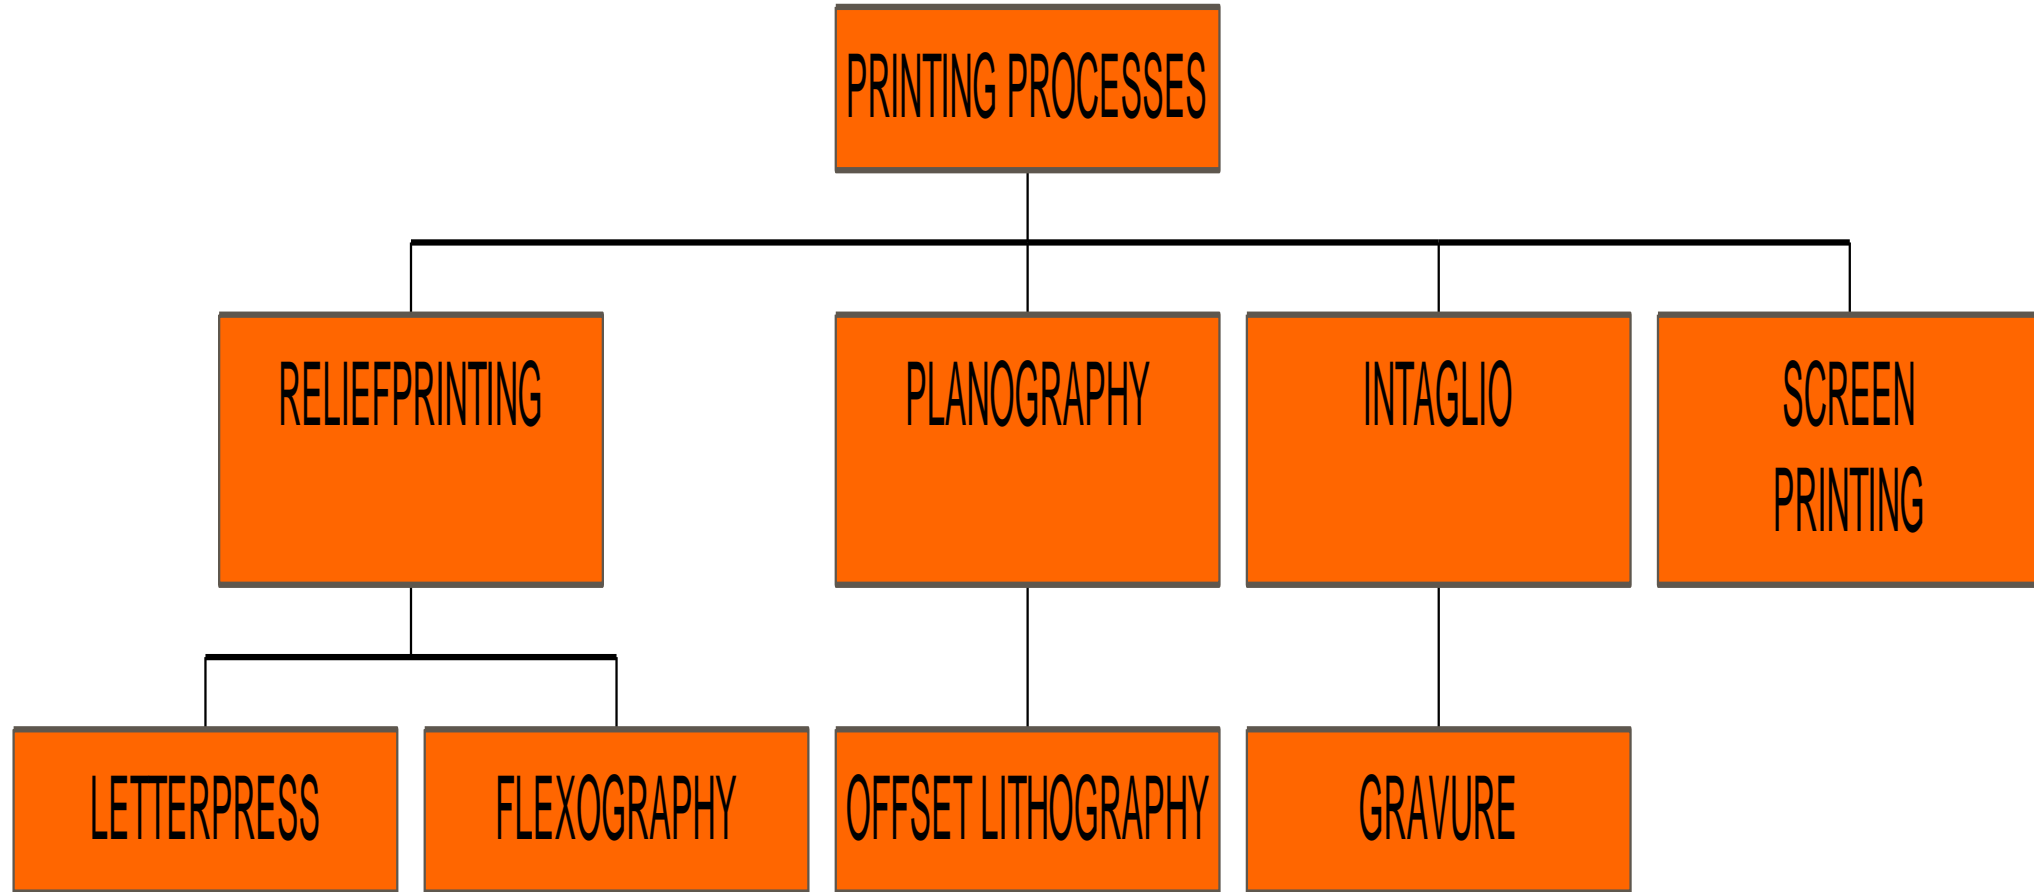 PRINTING PROCESSES
RELIEFPRINTING
PLANOGRAPHY
INTAGLIO
SCREEN
PRINTING
LETTERPRESS
FLEXOGRAPHY
OFFSET LITHOGRAPHY
GRAVURE